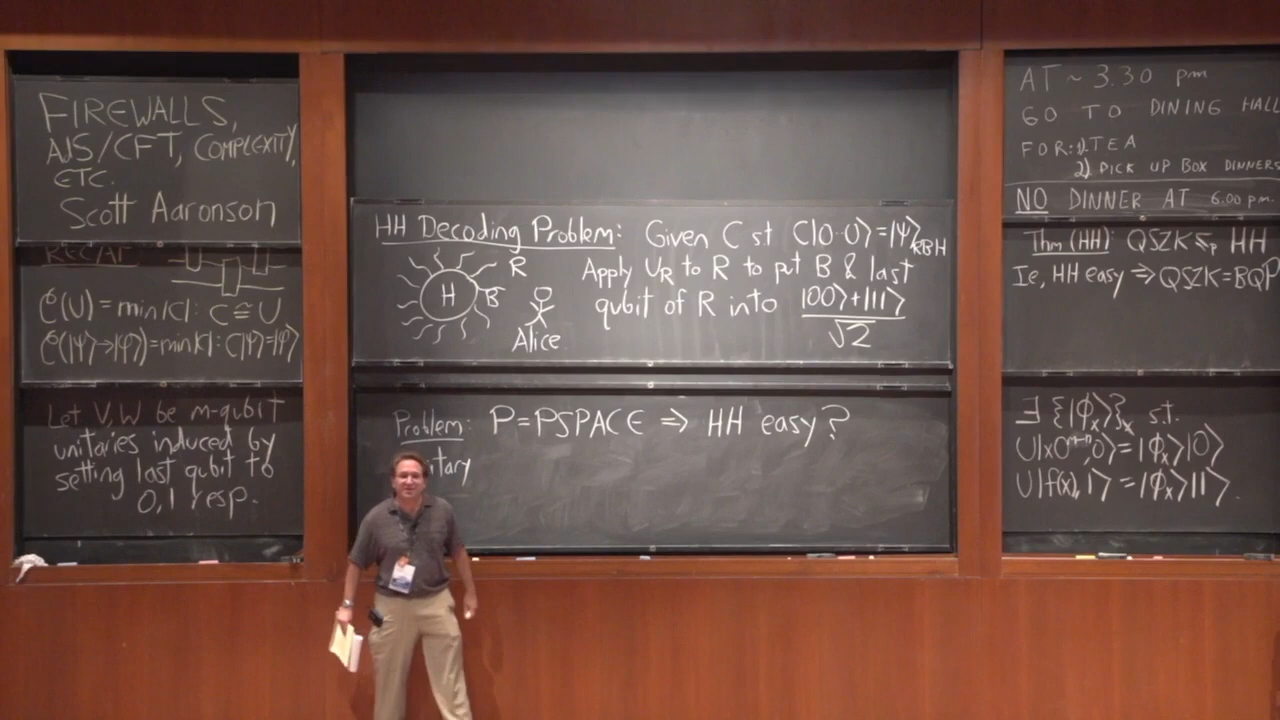 FIREWALLS,
AdS/CFT, COMPLEXITY,
ETC.
Scott Aaronson
RECAP
C(U) = min|C|: C ≅ U
C(|ψ⟩→|φ⟩) = min|C|: C|ψ⟩=|φ⟩
Let V,W be m-qubit
unitaries induced by
setting last qubit to
0,1 resp.
HH Decoding Problem: Given C st C|0··0⟩ = |ψ⟩RBH
R Apply UR to R to put B & last
H B qubit of R into |00⟩+|11⟩
√2
Alice
Problem: P=PSPACE ⇒ HH easy?
AT ~ 3.30 pm
GO TO DINING HALL
FOR: 1) TEA
2) PICK UP BOX DINNERS
NO DINNER AT 6.00 pm.
Thm (HH): QSZK ≤p HH
Ie, HH easy ⇒ QSZK = BQP
∃ {|ϕx⟩}x st.
U|x0ᵐ⁻ⁿ,0⟩ = |ϕx⟩|0⟩
U|f(x),1⟩ = |ϕx⟩|1⟩.